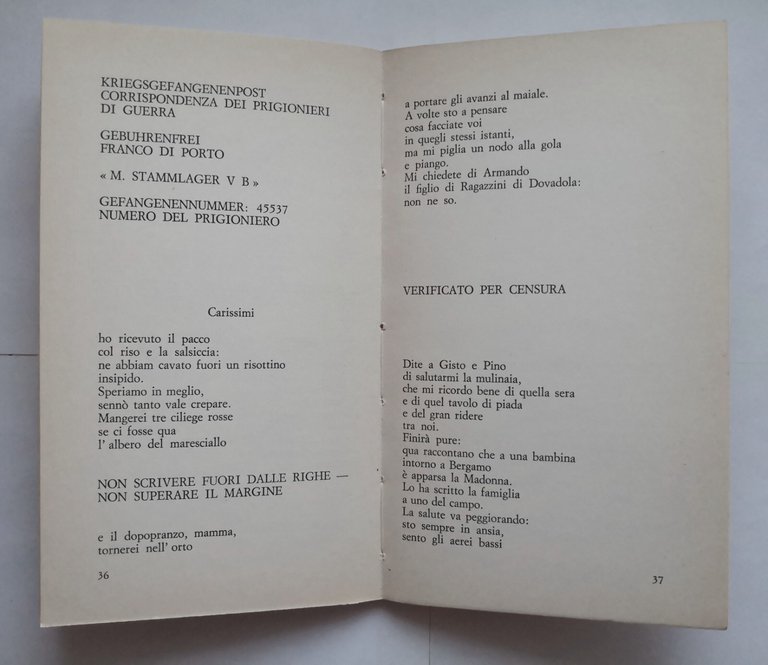 KRIEGSGEFANGENENPOST
CORRISPONDENZA DEI PRIGIONIERI
DI GUERRA
GEBUHRENFREI
FRANCO DI PORTO
« M. STAMMLAGER V B »
GEFANGENENNUMMER: 45537
NUMERO DEL PRIGIONIERO
Carissimi
ho ricevuto il pacco
col riso e la salsiccia:
ne abbiam cavato fuori un risottino
insipido.
Speriamo in meglio,
sennò tanto vale crepare.
Mangerei tre ciliege rosse
se ci fosse qua
l' albero del maresciallo
NON SCRIVERE FUORI DALLE RIGHE —
NON SUPERARE IL MARGINE
e il dopopranzo, mamma,
tornerei nell' orto
36
a portare gli avanzi al maiale.
A volte sto a pensare
cosa facciate voi
in quegli stessi istanti,
ma mi piglia un nodo alla gola
e piango.
Mi chiedete di Armando
il figlio di Ragazzini di Dovadola:
non ne so.
VERIFICATO PER CENSURA
Dite a Gisto e Pino
di salutarmi la mulinaia,
che mi ricordo bene di quella sera
e di quel tavolo di piada
e del gran ridere
tra noi.
Finirà pure:
qua raccontano che a una bambina
intorno a Bergamo
è apparsa la Madonna.
Lo ha scritto la famiglia
a uno del campo.
La salute va peggiorando:
sto sempre in ansia,
sento gli aerei bassi
37